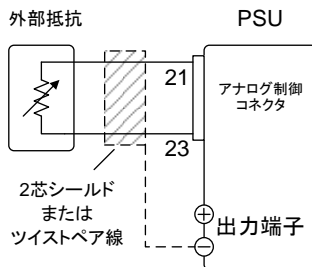 外部抵抗
PSU
21
アナログ制御
コネクタ
23
2芯シールド
または
ツイストペア線
+
出力端子
−